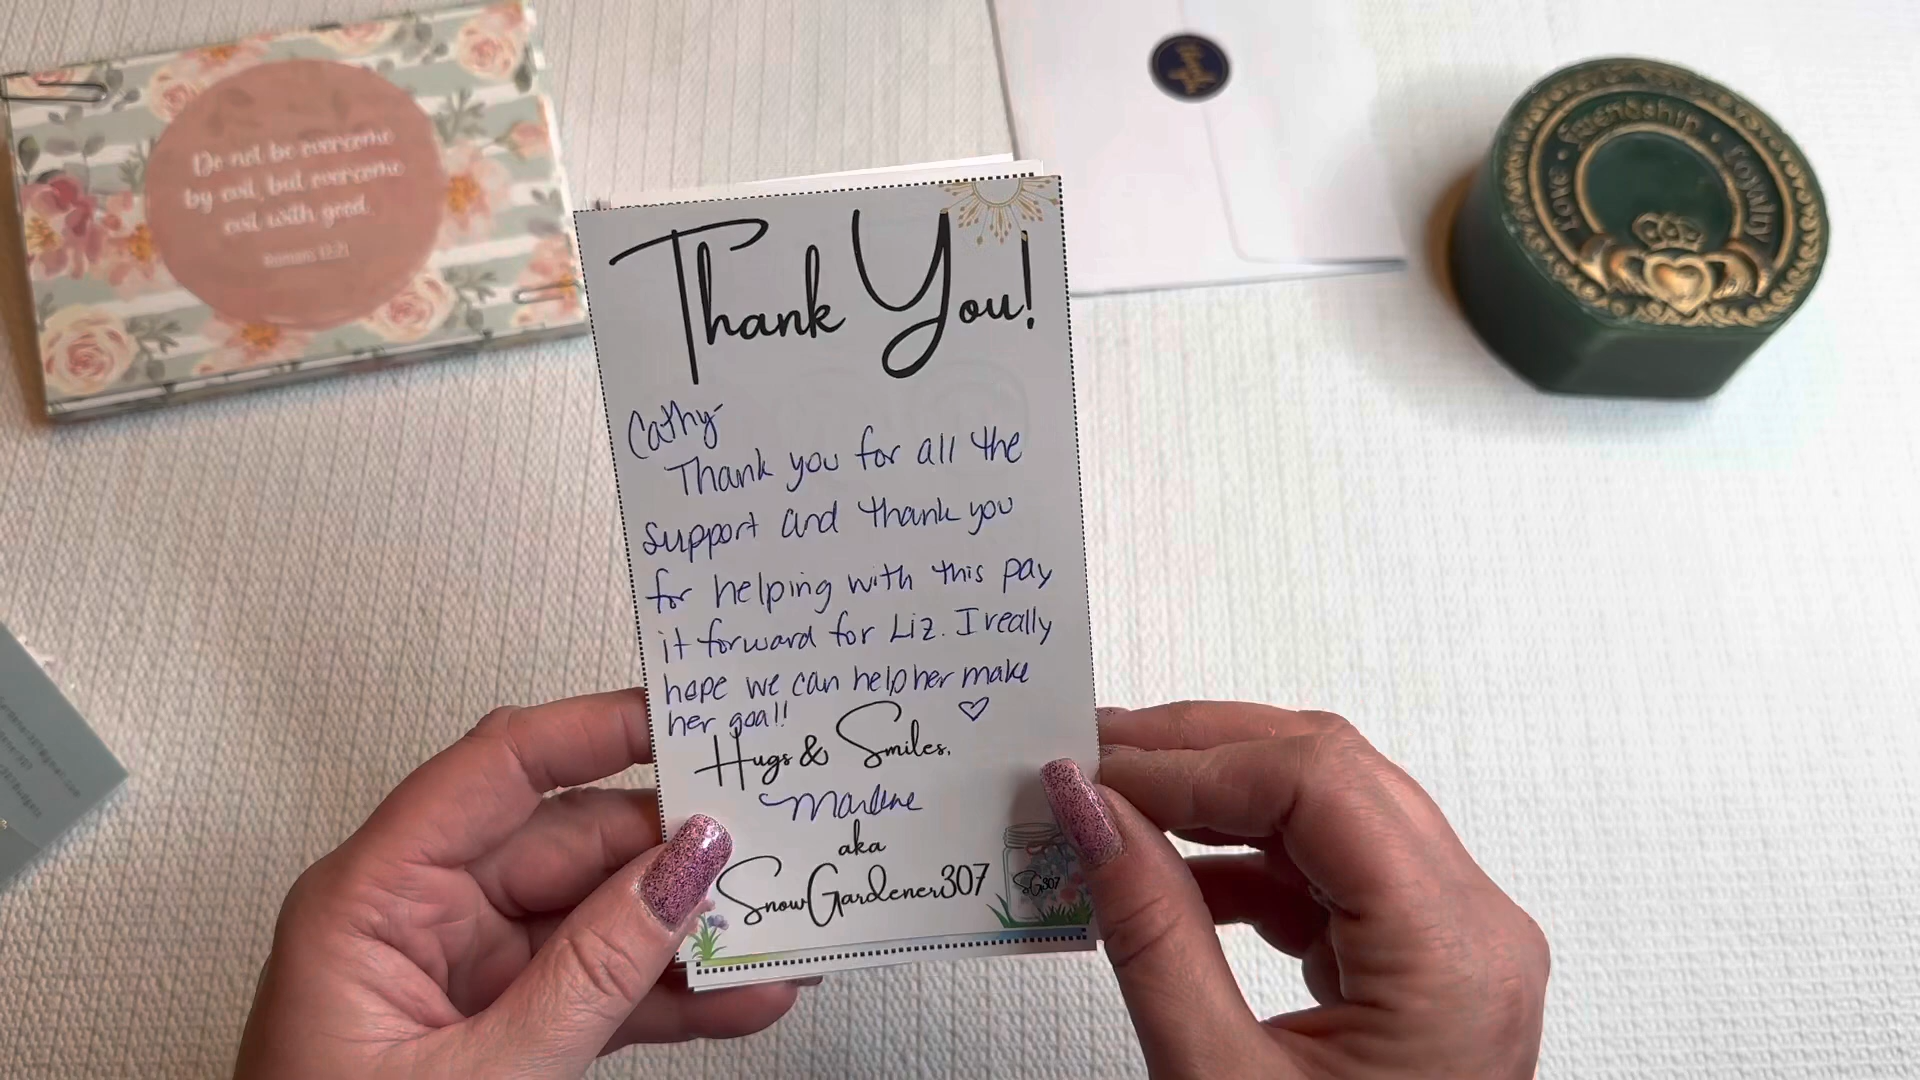 Do not be overcome
by evil, but overcome
evil with good.
Romans 12:21
Love · Friendship · Loyalty
Thank You!
Cathy-
Thank you for all the
support and thank you
for helping with this pay
it forward for Liz. I really
hope we can help her make
her goal!
Hugs & Smiles,
Marlene
aka
SnowGardener307
SG307